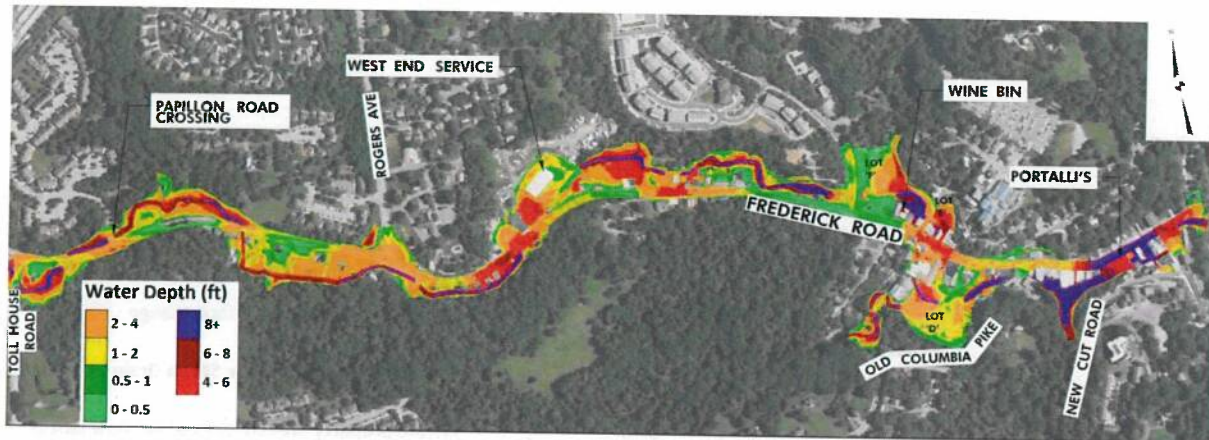 WEST END SERVICE
WINE BIN
PAPILLON ROAD
CROSSING
ROGERS AVE
LOT
LOT
PORTALLI'S
FREDERICK ROAD
TOLL HOUSE
ROAD
Water Depth (ft)
2 - 4
8+
1 - 2
6 - 8
0.5 - 1
4 - 6
0 - 0.5
LOT
'D'
OLD COLUMBIA PIKE
NEW CUT ROAD